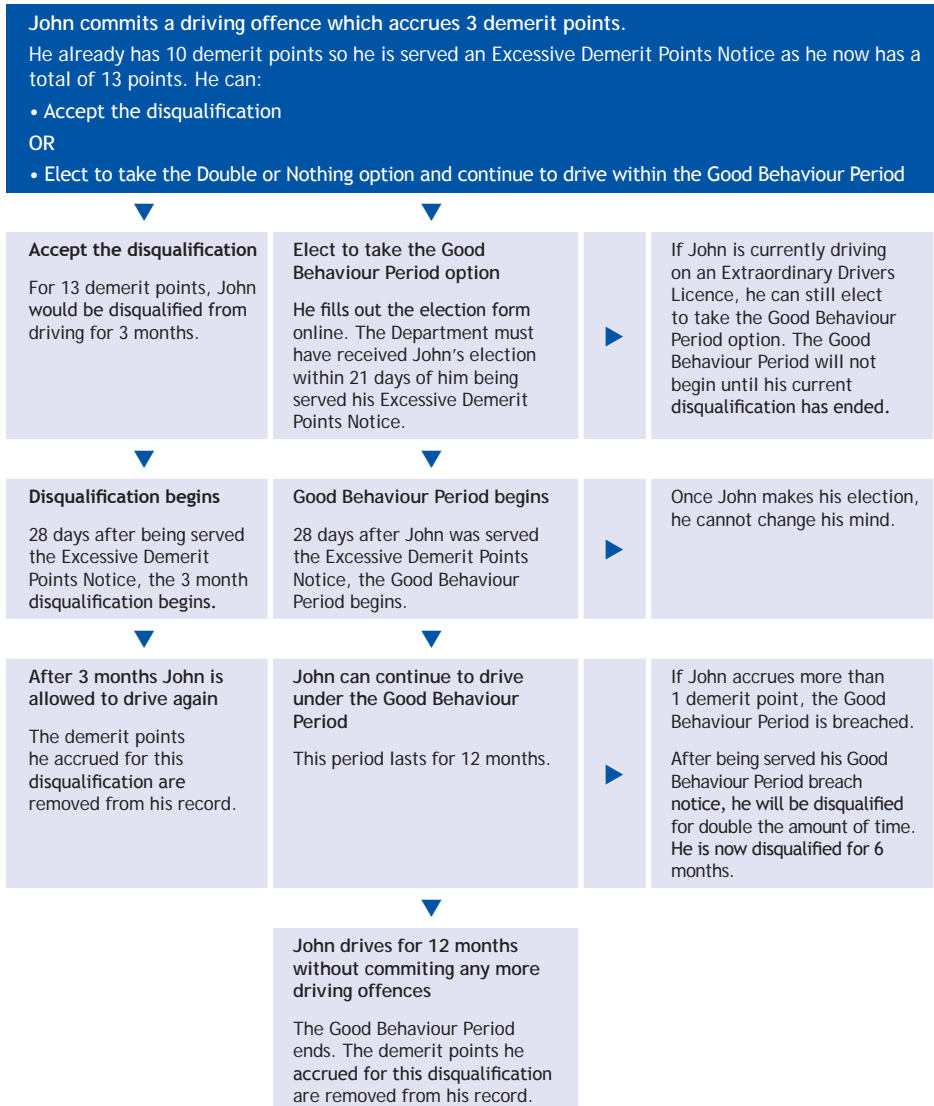 John commits a driving offence which accrues 3 demerit points.
He already has 10 demerit points so he is served an Excessive Demerit Points Notice as he now has a
total of 13 points. He can:
• Accept the disqualification
OR
• Elect to take the Double or Nothing option and continue to drive within the Good Behaviour Period
Accept the disqualification
For 13 demerit points, John
would be disqualified from
driving for 3 months.
Elect to take the Good
Behaviour Period option
He fills out the election form
online. The Department must
have received John's election
within 21 days of him being
served his Excessive Demerit
Points Notice.
If John is currently driving
on an Extraordinary Drivers
Licence, he can still elect
to take the Good Behaviour
Period option. The Good
Behaviour Period will not
begin until his current
disqualification has ended.
Disqualification begins
28 days after being served
the Excessive Demerit
Points Notice, the 3 month
disqualification begins.
Good Behaviour Period begins
28 days after John was served
the Excessive Demerit Points
Notice, the Good Behaviour
Period begins.
Once John makes his election,
he cannot change his mind.
After 3 months John is
allowed to drive again
The demerit points
he accrued for this
disqualification are
removed from his record.
John can continue to drive
under the Good Behaviour
Period
This period lasts for 12 months.
If John accrues more than
1 demerit point, the Good
Behaviour Period is breached.
After being served his Good
Behaviour Period breach
notice, he will be disqualified
for double the amount of time.
He is now disqualified for 6
months.
John drives for 12 months
without commiting any more
driving offences
The Good Behaviour Period
ends. The demerit points he
accrued for this disqualification
are removed from his record.